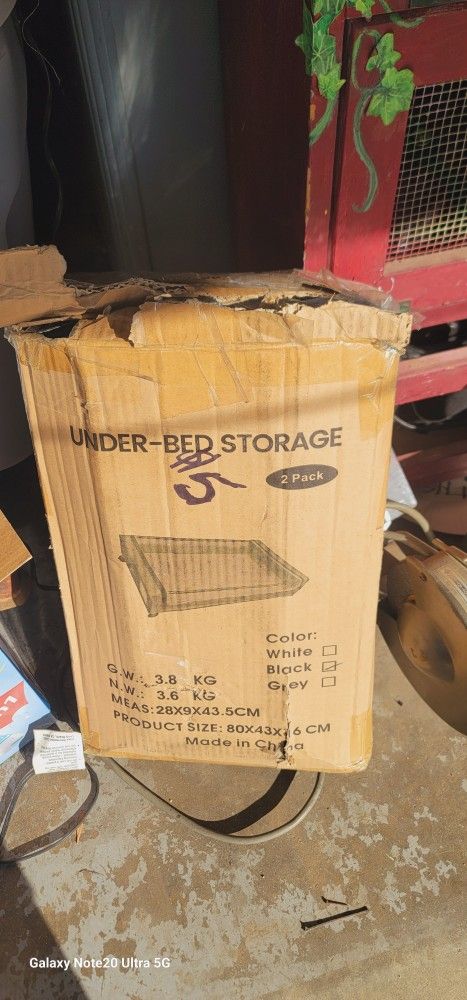 UNDER-BED STORAGE
2 Pack
Color:
White
Black
Grey
G.W.: 3.8 KG
N.W.: 3.6 KG
MEAS:28X9X43.5CM
PRODUCT SIZE: 80X43X16 CM
Made in China
Galaxy Note20 Ultra 5G